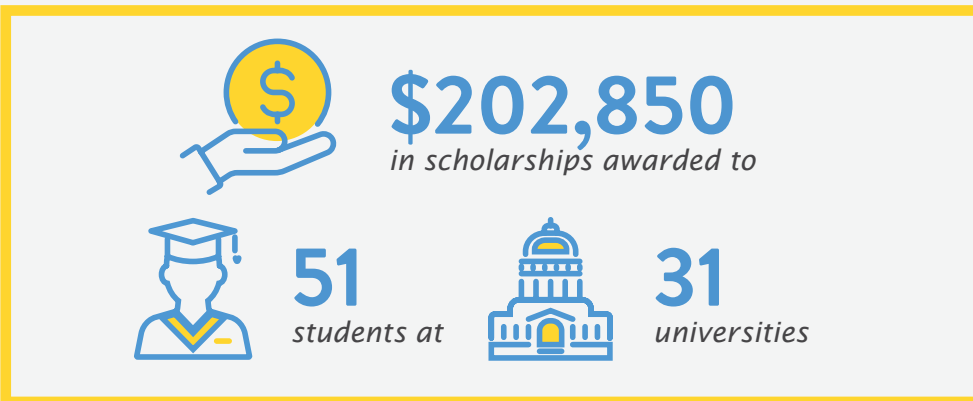 $
$202,850
in scholarships awarded to
51
students at
31
universities